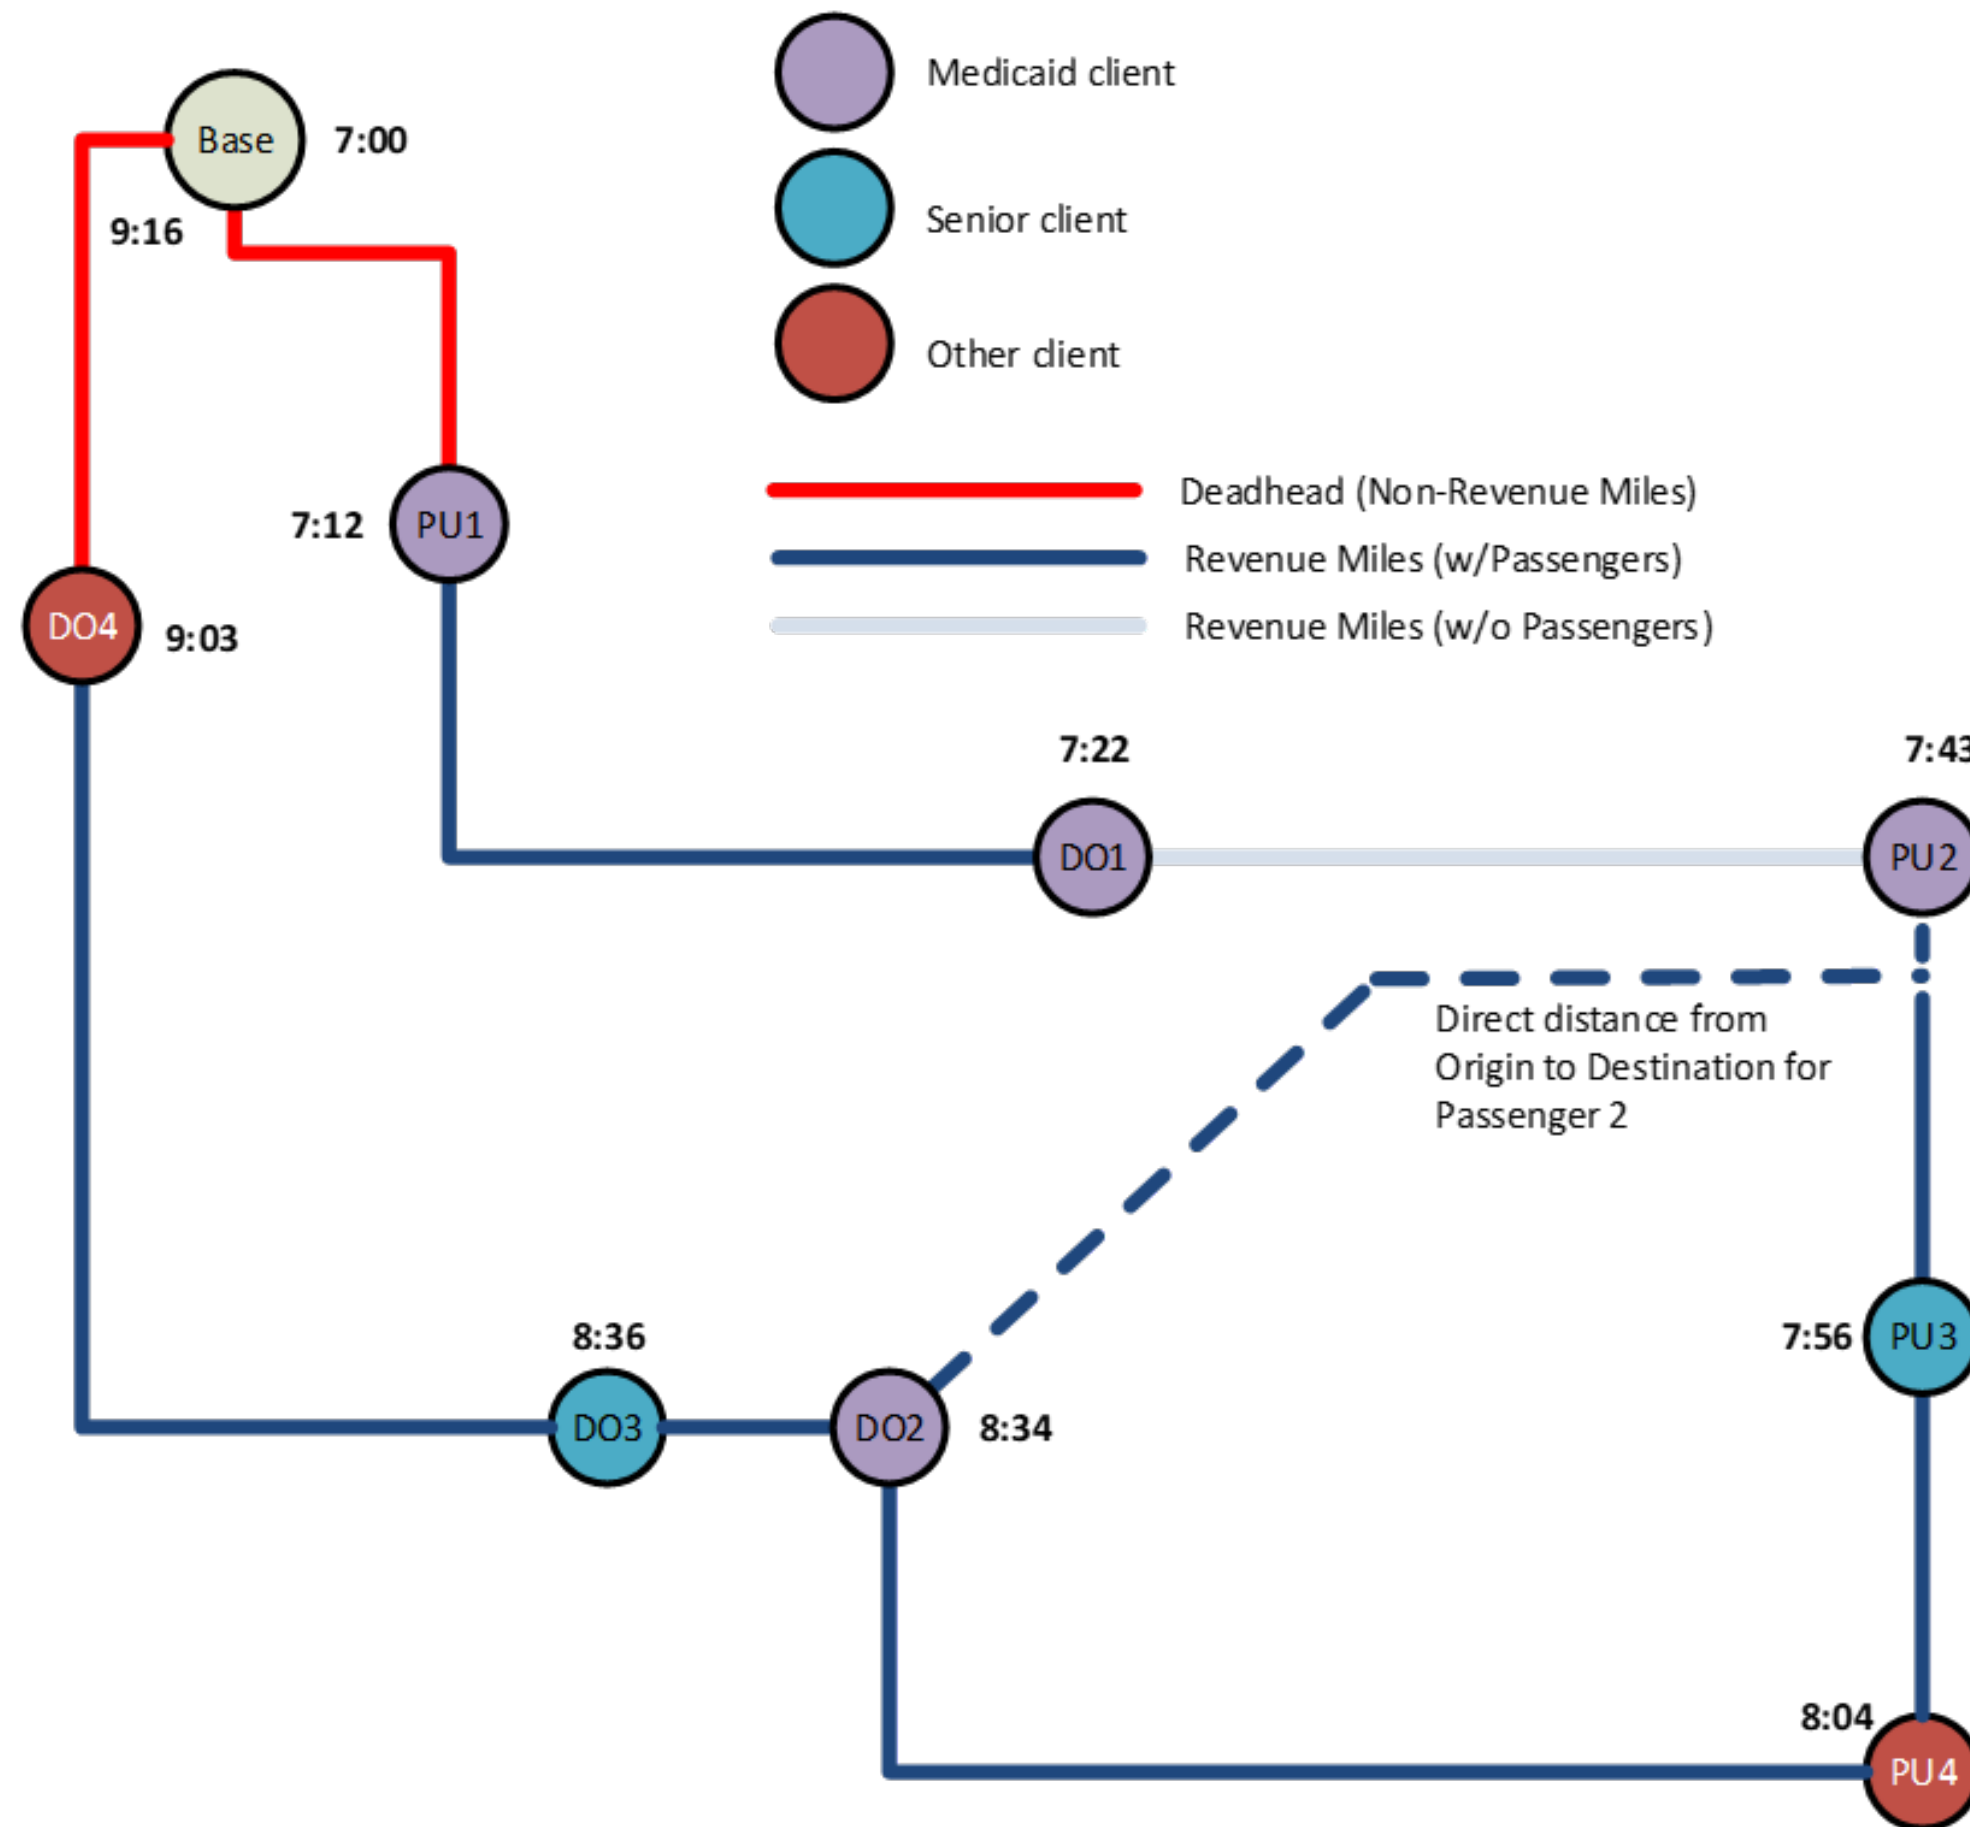 Medicaid client
Base
7:00
Senior client
9:16
Other client
Deadhead (Non-Revenue Miles)
7:12
PU1
Revenue Miles (w/Passengers)
DO4
9:03
Revenue Miles (w/o Passengers)
7:22
7:43
DO1
PU2
Direct distance from
Origin to Destination for
Passenger 2
8:36
7:56
PU3
DO3
DO2
8:34
8:04
PU4